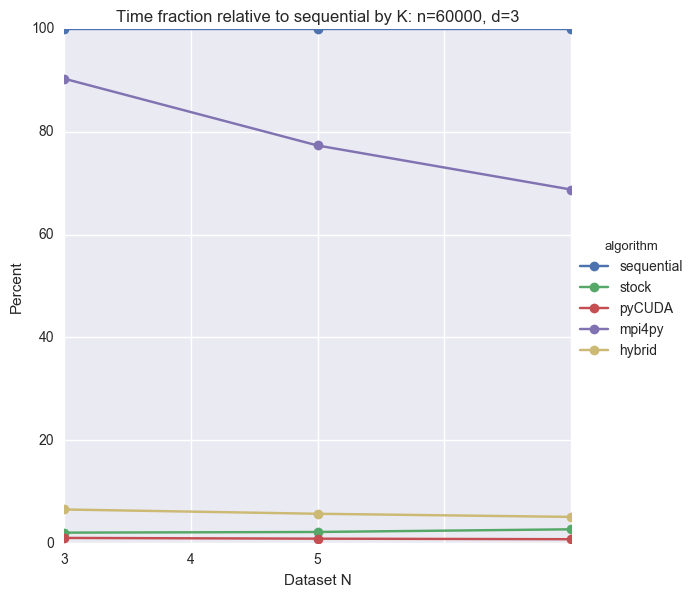 Time fraction relative to sequential by K: n=60000, d=3
100
80
60
40
20
0
Percent
3
4
5
Dataset N
algorithm
sequential
stock
pyCUDA
mpi4py
hybrid